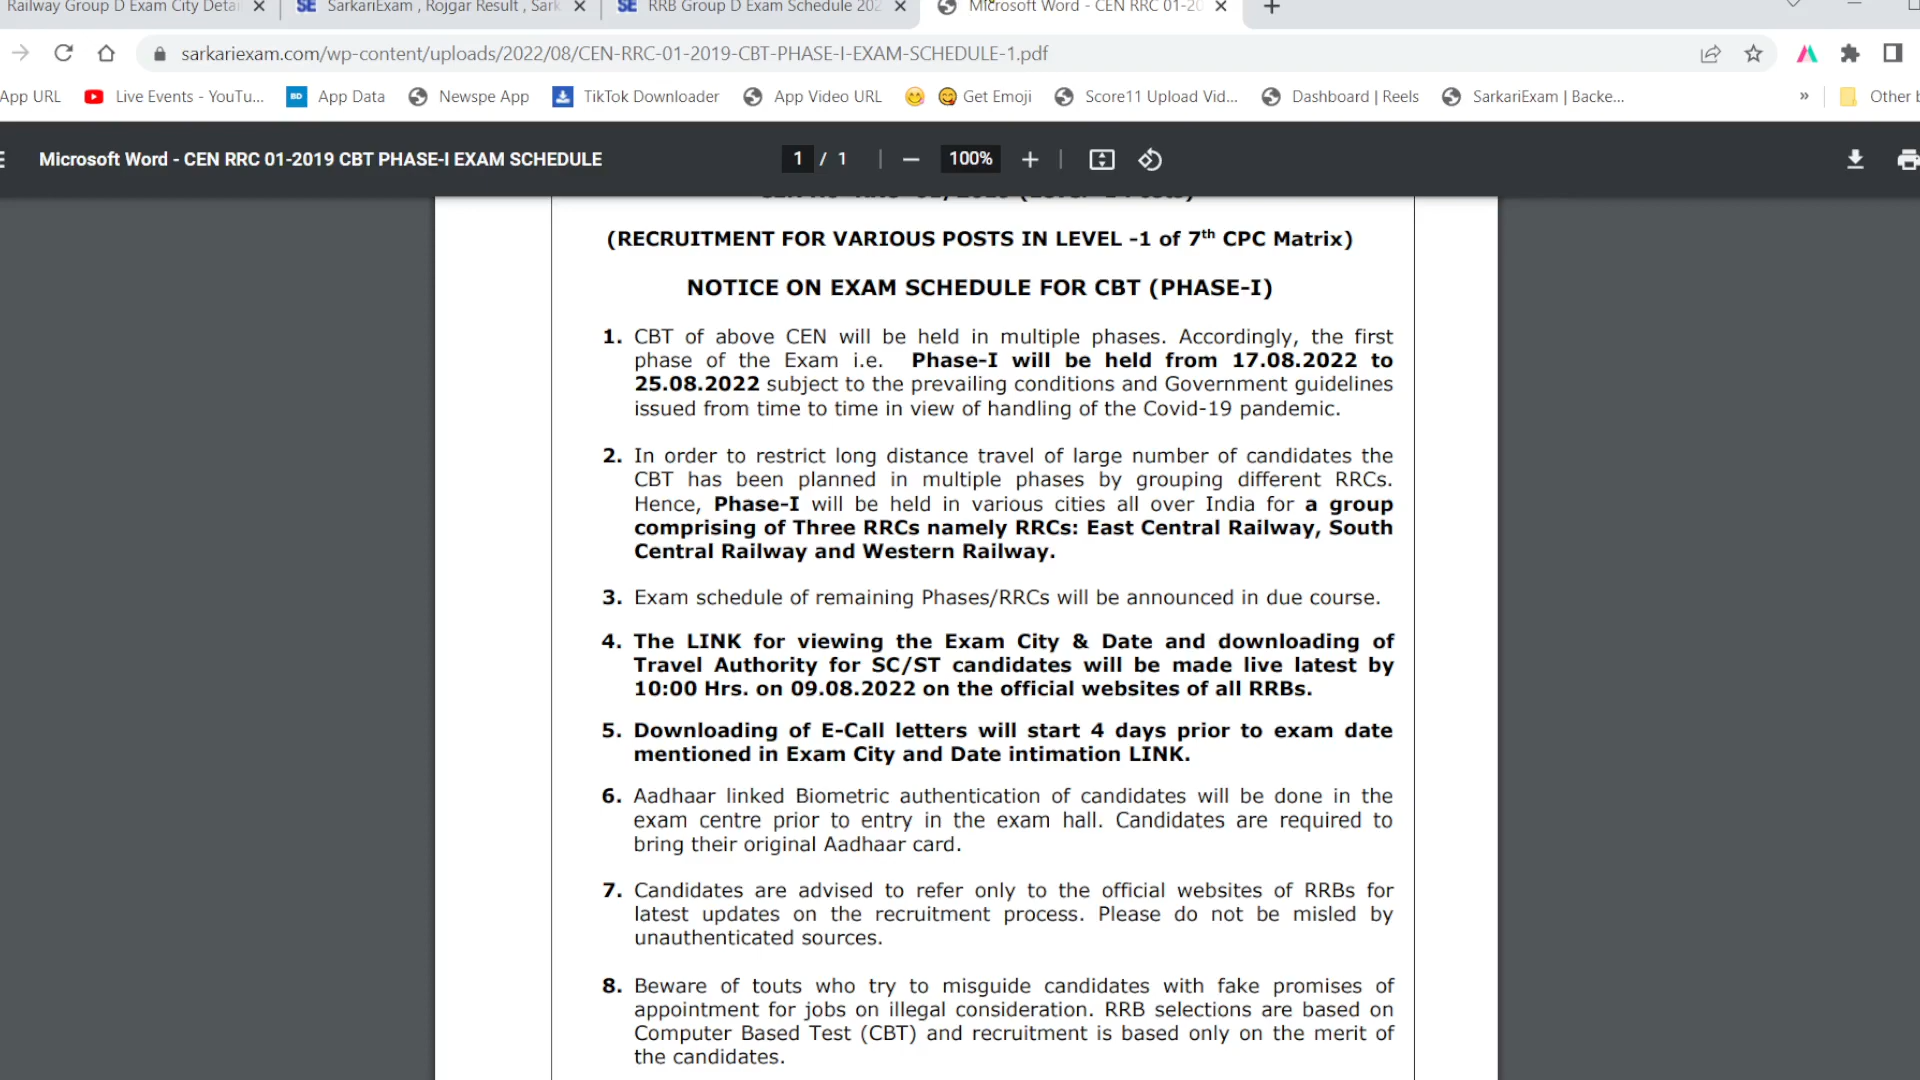 Railway Group D Exam City Detai
SE SarkariExam , Rojgar Result , Sark
SE RRB Group D Exam Schedule 202
Microsoft Word - CEN RRC 01-20
sarkariexam.com/wp-content/uploads/2022/08/CEN-RRC-01-2019-CBT-PHASE-I-EXAM-SCHEDULE-1.pdf
App URL
Live Events - YouTu...
BD App Data
Newspe App
TikTok Downloader
App Video URL
Get Emoji
Score11 Upload Vid...
Dashboard | Reels
SarkariExam | Backe...
» Other b
Microsoft Word - CEN RRC 01-2019 CBT PHASE-I EXAM SCHEDULE
1 / 1
100%
(RECRUITMENT FOR VARIOUS POSTS IN LEVEL -1 of 7th CPC Matrix)
NOTICE ON EXAM SCHEDULE FOR CBT (PHASE-I)
1. CBT of above CEN will be held in multiple phases. Accordingly, the first
phase of the Exam i.e. Phase-I will be held from 17.08.2022 to
25.08.2022 subject to the prevailing conditions and Government guidelines
issued from time to time in view of handling of the Covid-19 pandemic.
2. In order to restrict long distance travel of large number of candidates the
CBT has been planned in multiple phases by grouping different RRCs.
Hence, Phase-I will be held in various cities all over India for a group
comprising of Three RRCs namely RRCs: East Central Railway, South
Central Railway and Western Railway.
3. Exam schedule of remaining Phases/RRCs will be announced in due course.
4. The LINK for viewing the Exam City & Date and downloading of
Travel Authority for SC/ST candidates will be made live latest by
10:00 Hrs. on 09.08.2022 on the official websites of all RRBs.
5. Downloading of E-Call letters will start 4 days prior to exam date
mentioned in Exam City and Date intimation LINK.
6. Aadhaar linked Biometric authentication of candidates will be done in the
exam centre prior to entry in the exam hall. Candidates are required to
bring their original Aadhaar card.
7. Candidates are advised to refer only to the official websites of RRBs for
latest updates on the recruitment process. Please do not be misled by
unauthenticated sources.
8. Beware of touts who try to misguide candidates with fake promises of
appointment for jobs on illegal consideration. RRB selections are based on
Computer Based Test (CBT) and recruitment is based only on the merit of
the candidates.